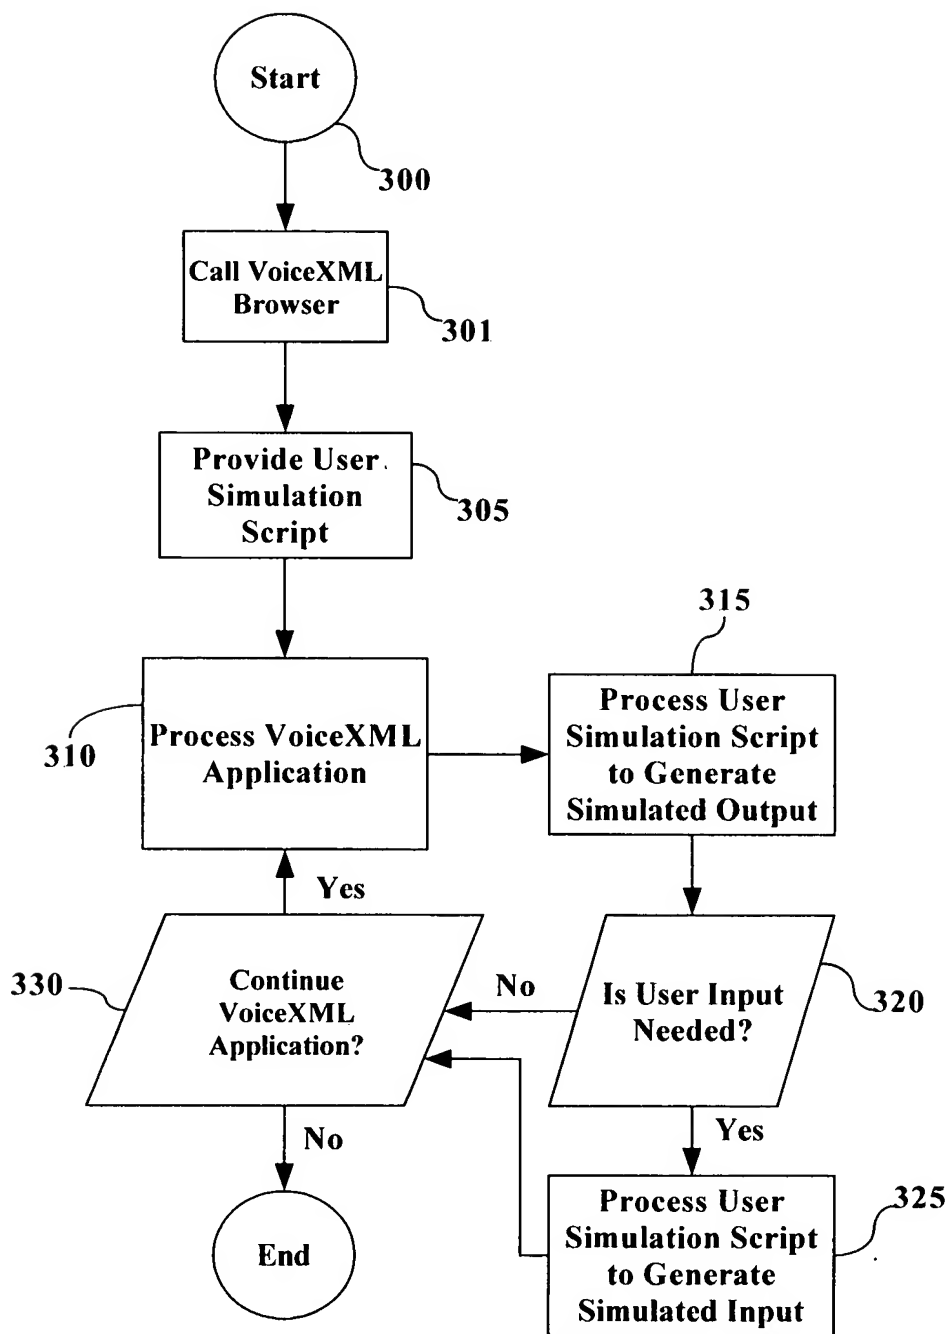 Start
300
Call VoiceXML
Browser
301
Provide User
Simulation
Script
305
315
Process VoiceXML
Application
310
Process User
Simulation Script
to Generate
Simulated Output
Yes
330
Continue
VoiceXML
Application?
No
Is User Input
Needed?
320
No
Yes
End
Process User
Simulation Script
to Generate
Simulated Input
325